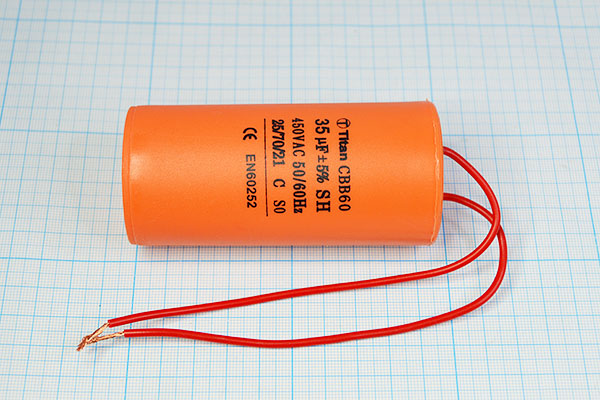 Titan CBB60
35 µF±5% SH
450VAC 50/60Hz
25/70/21 C S0
CE EN60252